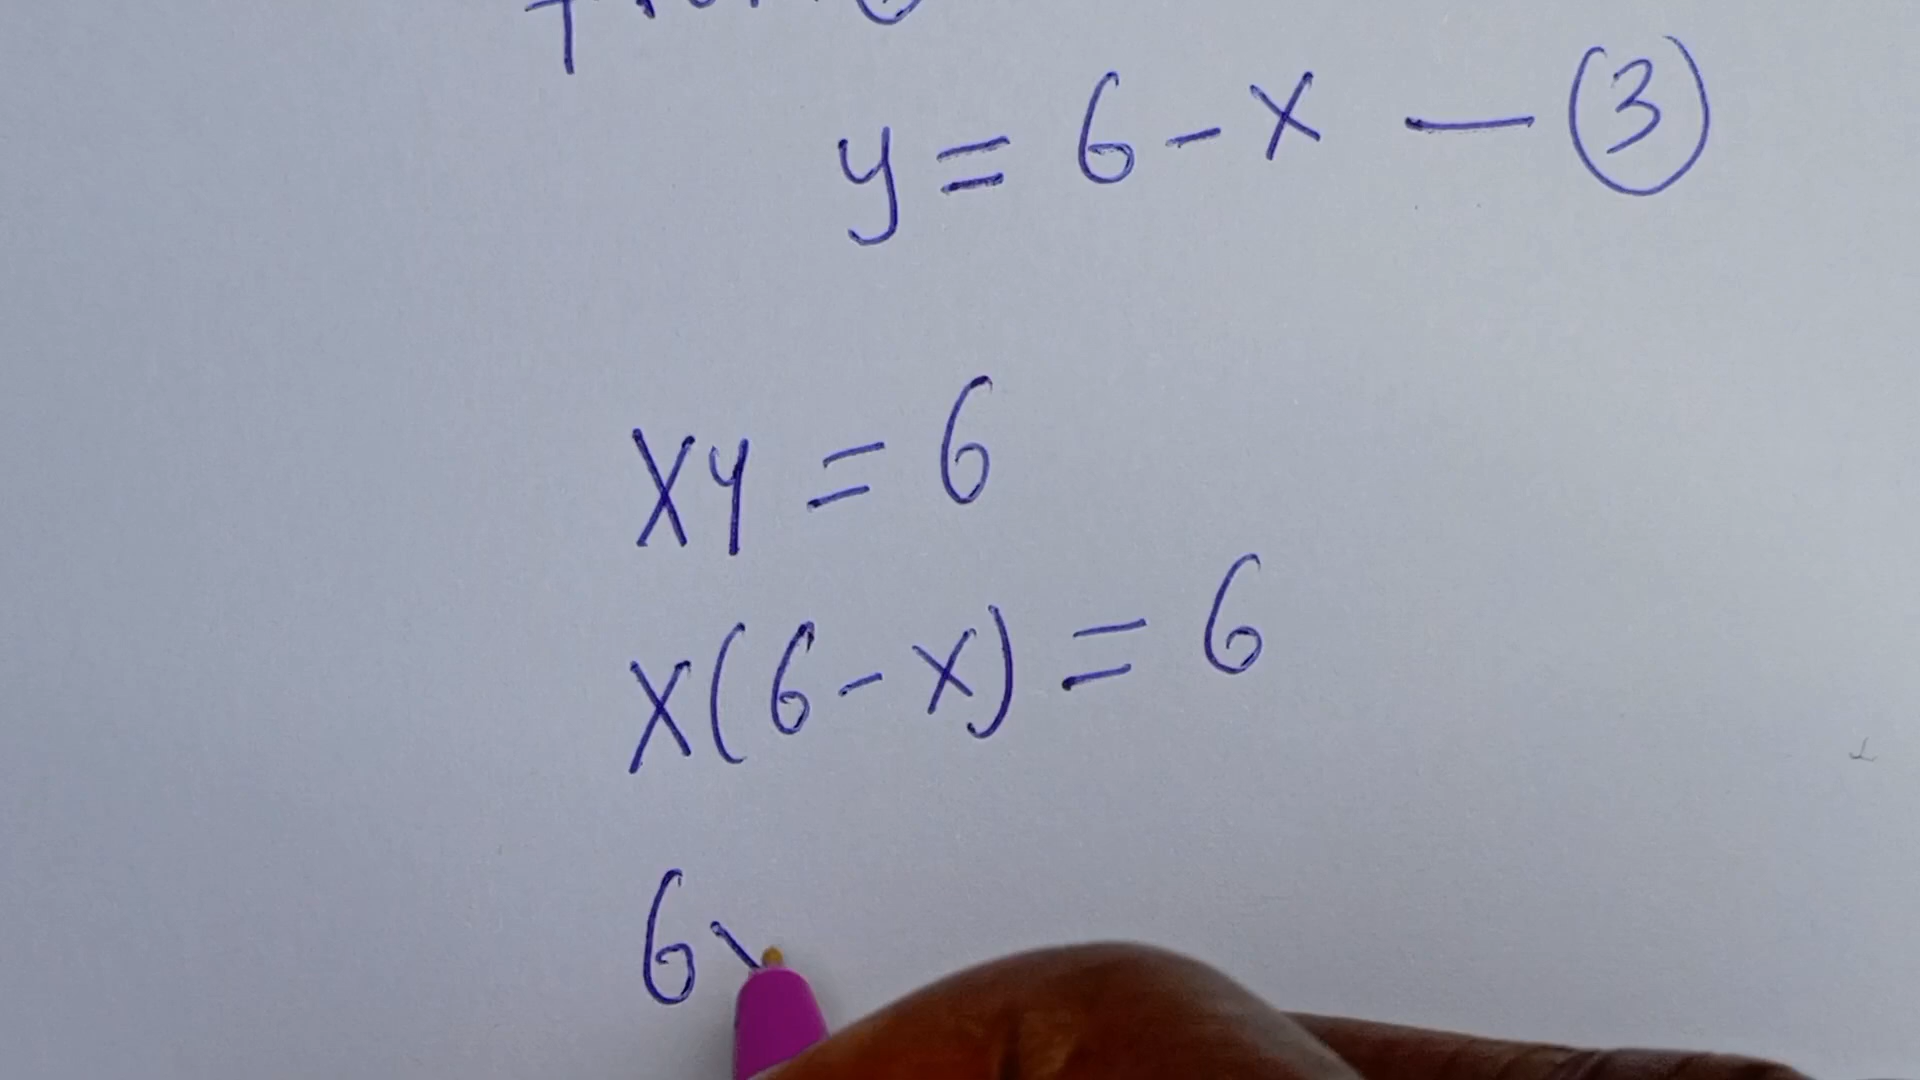 y = 6 - x — ③
xy = 6
x(6 - x) = 6
6